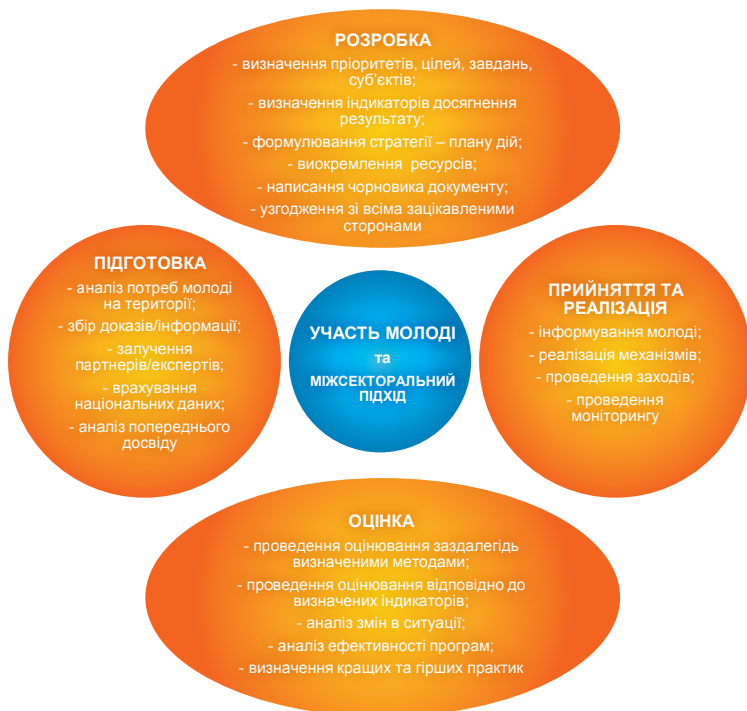 РОЗРОБКА
- визначення пріоритетів, цілей, завдань,
суб'єктів;
- визначення індикаторів досягнення
результату;
- формулювання стратегії – плану дій;
- виокремлення ресурсів;
- написання чорновика документу;
- узгодження зі всіма зацікавленими
сторонами
ПІДГОТОВКА
- аналіз потреб молоді
на території;
- збір доказів/інформації;
- залучення
партнерів/експертів;
- врахування
національних даних;
- аналіз попереднього
досвіду
УЧАСТЬ МОЛОДІ
та
МІЖСЕКТОРАЛЬНИЙ
ПІДХІД
ПРИЙНЯТТЯ ТА
РЕАЛІЗАЦІЯ
- інформування молоді;
- реалізація механізмів;
- проведення заходів;
- проведення
моніторингу
ОЦІНКА
- проведення оцінювання заздалегідь
визначеними методами;
- проведення оцінювання відповідно до
визначених індикаторів;
- аналіз змін в ситуації;
- аналіз ефективності програм;
- визначення кращих та гірших практик